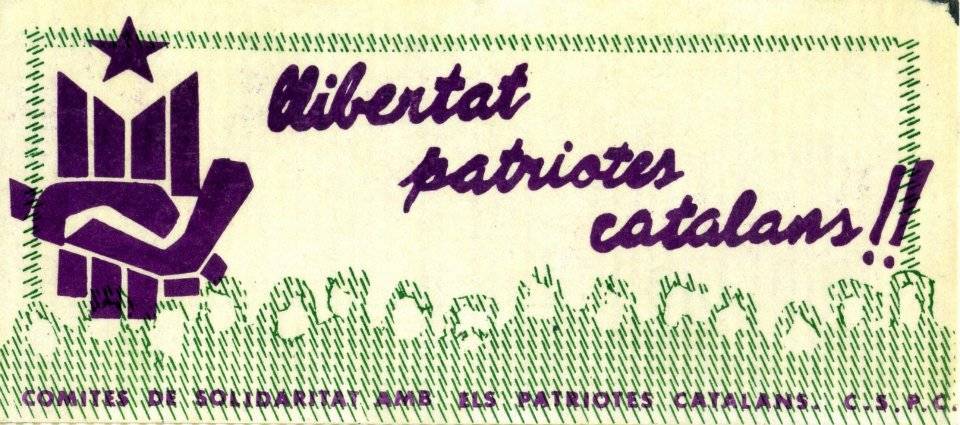 llibertat
patriotes
catalans!!
COMITES DE SOLIDARITAT AMB ELS PATRIOTES CATALANS. C.S.P.C.